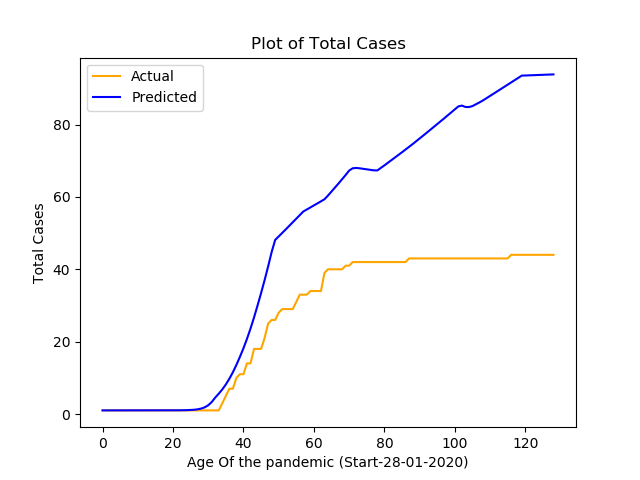 Plot of Total Cases
Actual
Predicted
Total Cases
80
60
40
20
0
0 20 40 60 80 100 120
Age Of the pandemic (Start-28-01-2020)